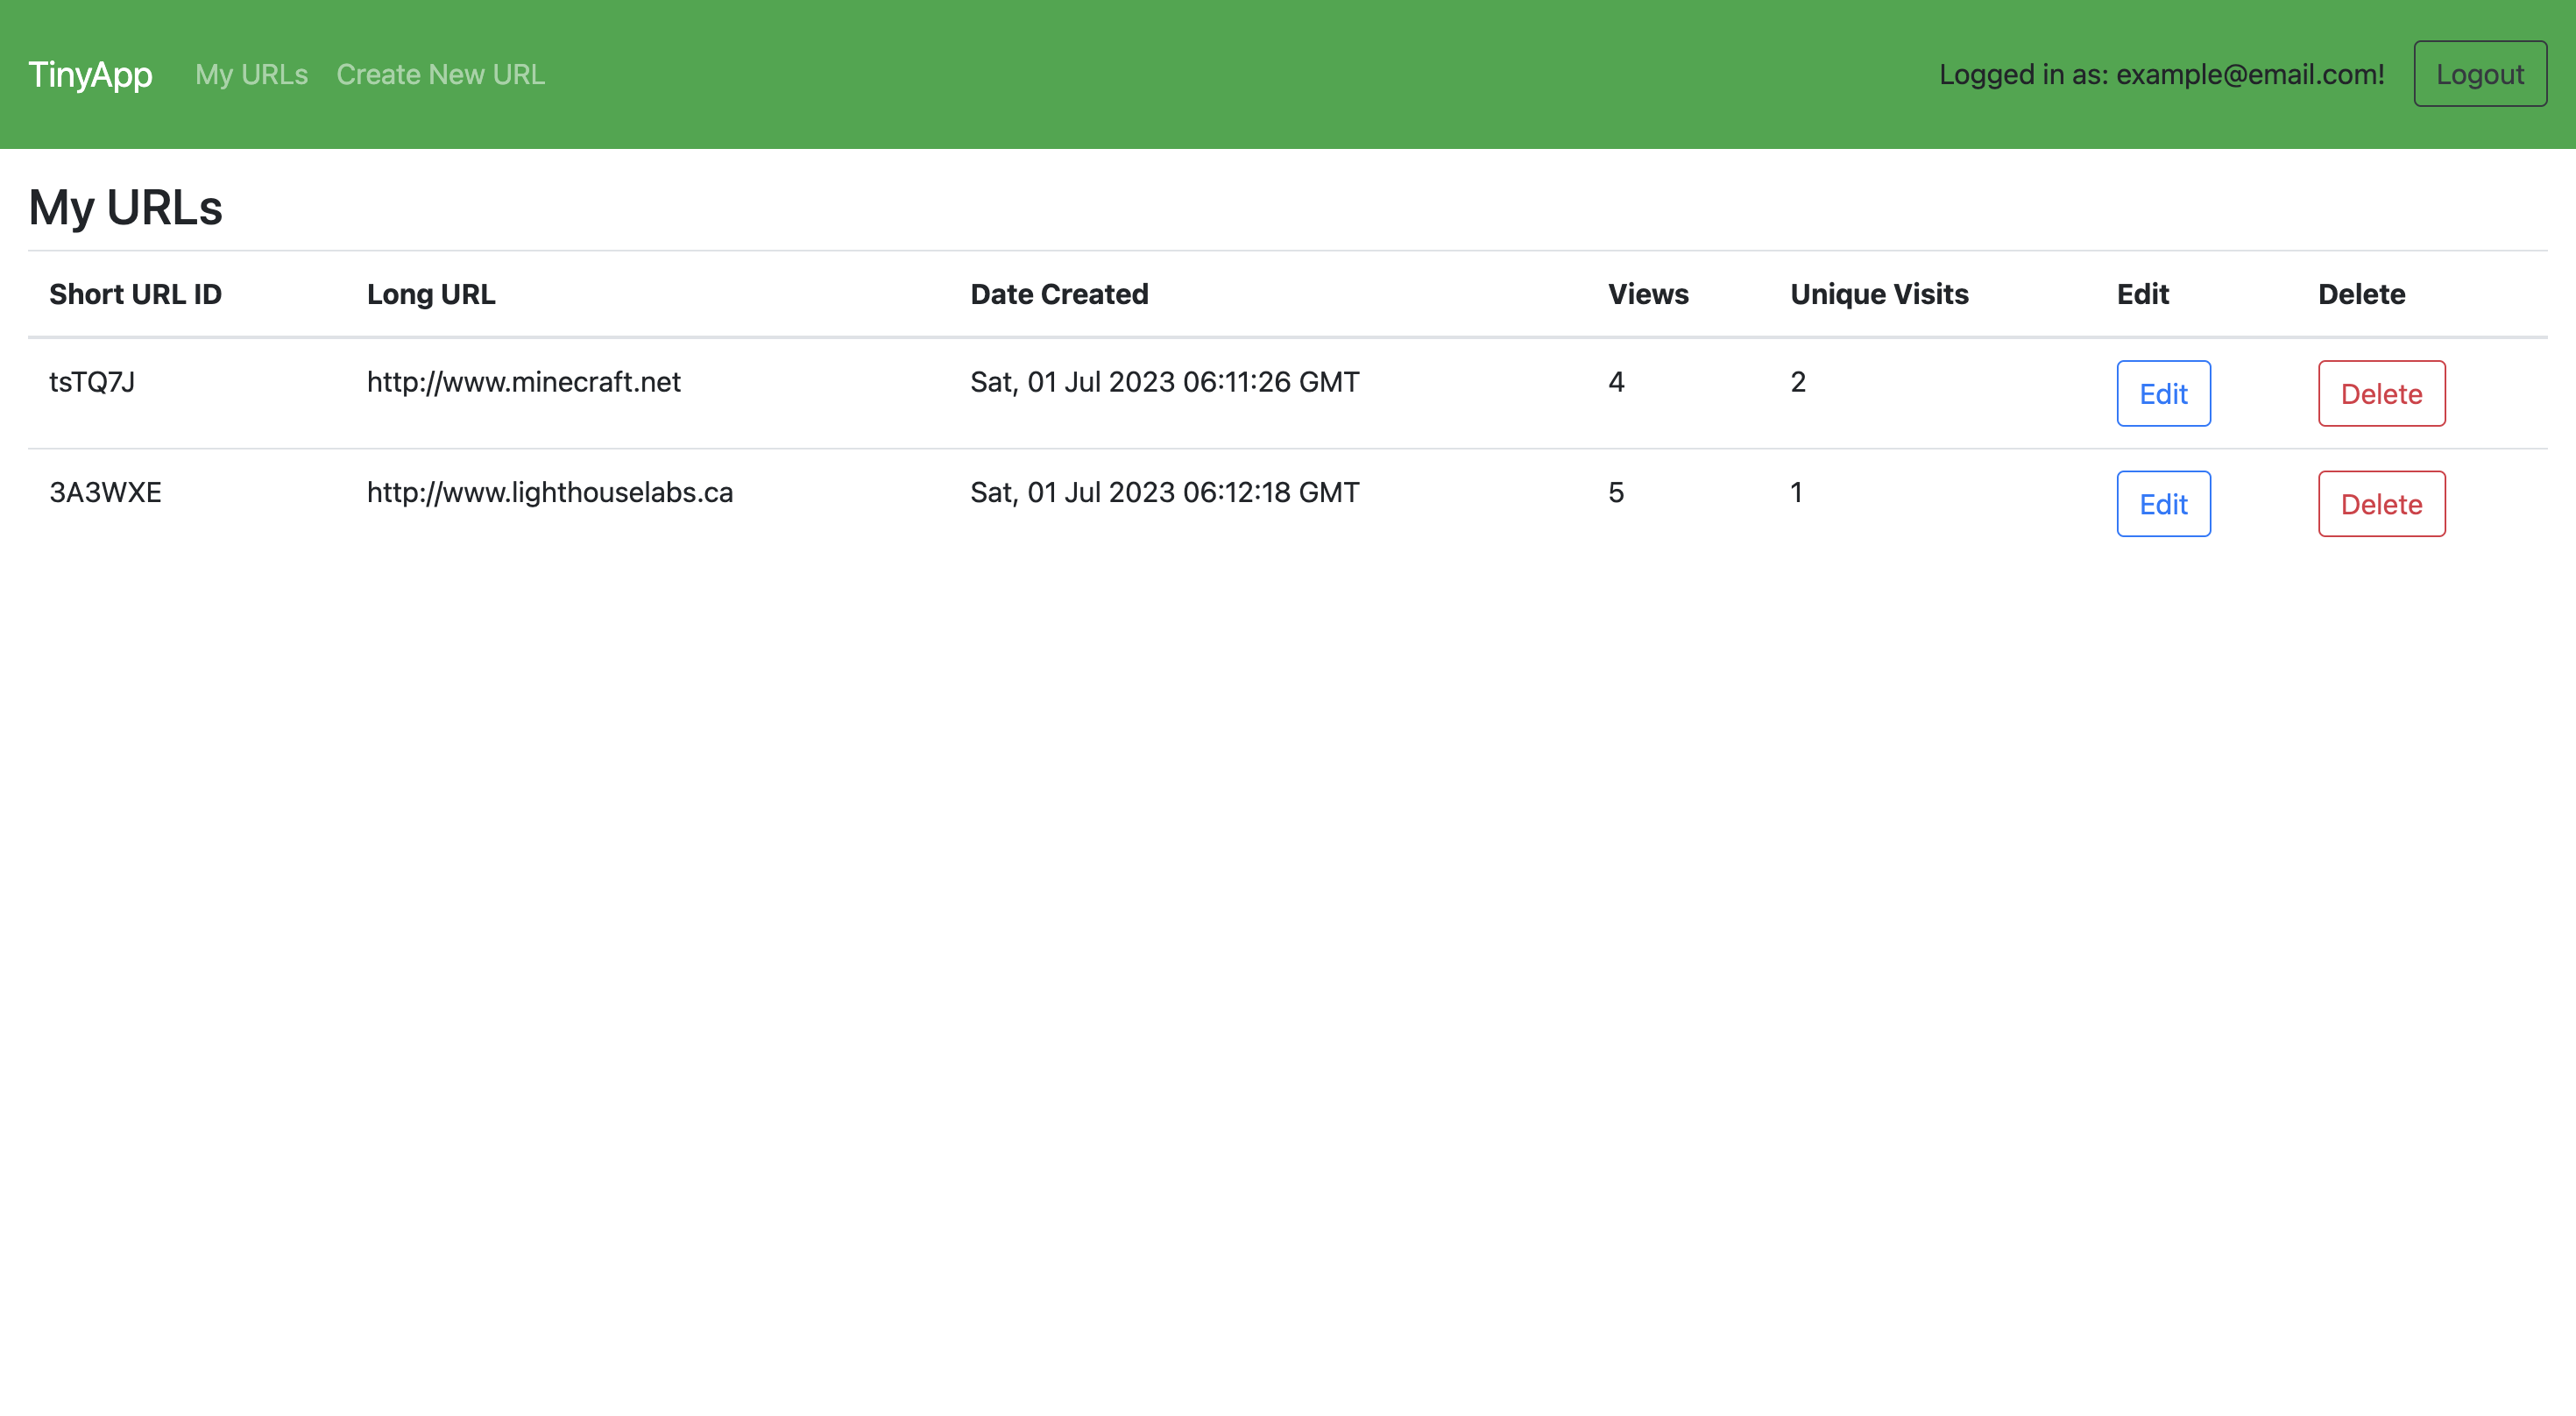 TinyApp My URLs Create New URL Logged in as: example@email.com! Logout
My URLs
Short URL ID Long URL Date Created Views Unique Visits Edit Delete
tsTQ7J http://www.minecraft.net Sat, 01 Jul 2023 06:11:26 GMT 4 2 Edit Delete
3A3WXE http://www.lighthouselabs.ca Sat, 01 Jul 2023 06:12:18 GMT 5 1 Edit Delete